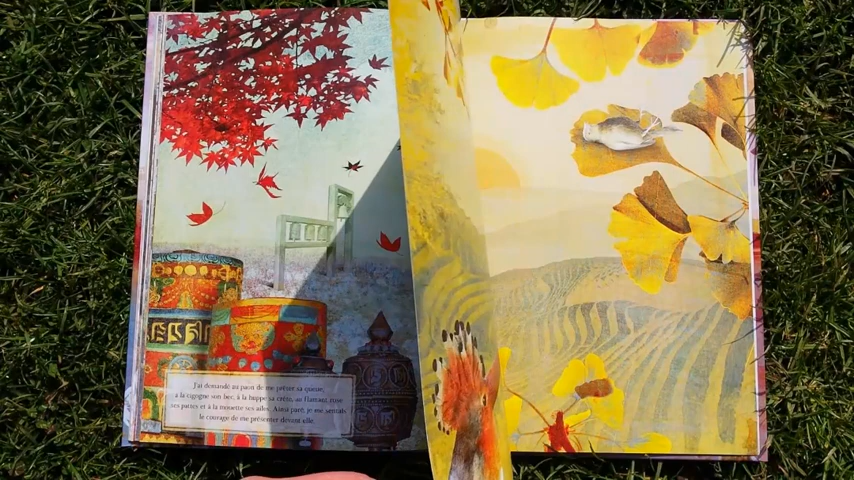 J'ai demandé au paon de me prêter sa queue,
à la cigogne son bec, à la huppe sa crête, au flamant rose
ses pattes et à la mouette ses ailes. Ainsi paré, je me sentais
le courage de me présenter devant elle.